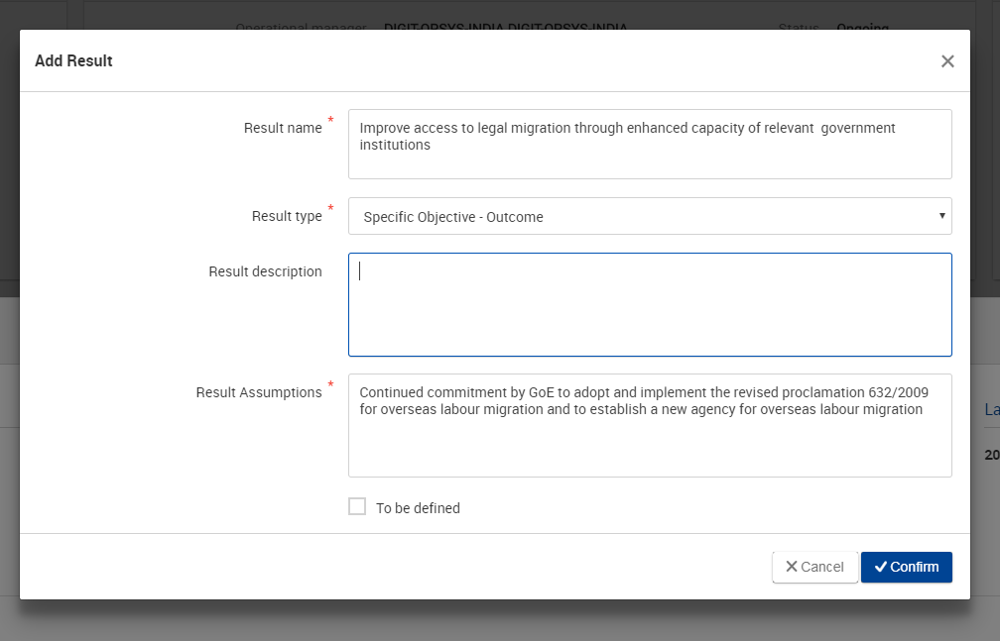 Operational manager DIGIT-OPSYS-INDIA DIGIT-OPSYS-INDIA Status Ongoing
Add Result
Result name *
Improve access to legal migration through enhanced capacity of relevant  government
institutions
Result type *
Specific Objective - Outcome
Result description
Result Assumptions *
Continued commitment by GoE to adopt and implement the revised proclamation 632/2009
for overseas labour migration and to establish a new agency for overseas labour migration
La
20
To be defined
Cancel
Confirm